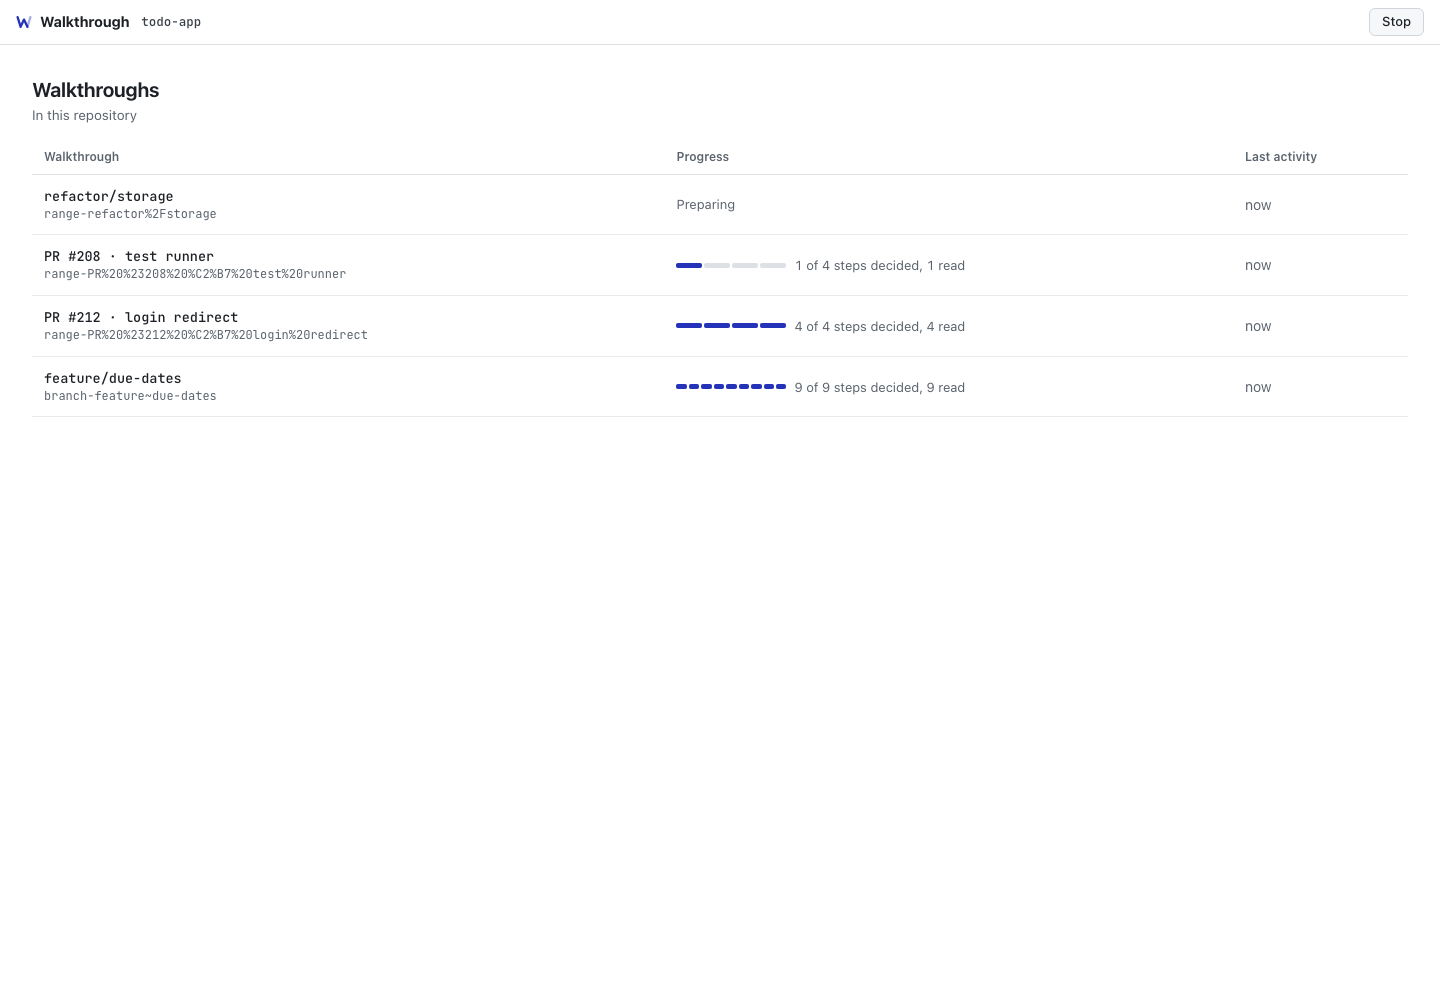 Walkthrough todo-app Stop
Walkthroughs
In this repository
Walkthrough Progress Last activity
refactor/storage
range-refactor%2Fstorage
Preparing now
PR #208 · test runner
range-PR%20%23208%20%C2%B7%20test%20runner
1 of 4 steps decided, 1 read now
PR #212 · login redirect
range-PR%20%23212%20%C2%B7%20login%20redirect
4 of 4 steps decided, 4 read now
feature/due-dates
branch-feature~due-dates
9 of 9 steps decided, 9 read now